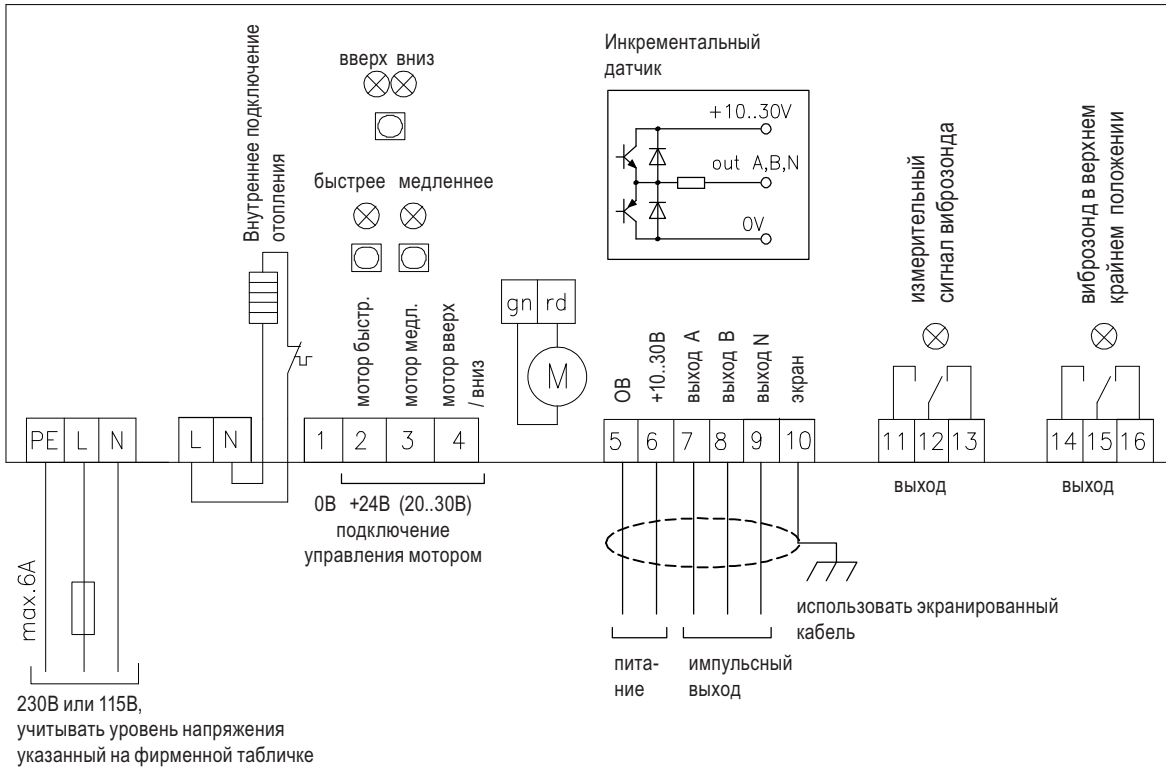 вверх вниз
быстрее медленнее
Внутреннее подключение
отопления
Инкрементальный
датчик
+10..30V
out A,B,N
0V
измерительный
сигнал виброзонда
виброзонд в верхнем
крайнем положении
мотор быстр.
мотор медл.
мотор вверх
/ вниз
gn rd
M
0В
+10..30В
выход A
выход B
выход N
экран
PE L N
L N
1 2 3 4
5 6 7 8 9 10
11 12 13
14 15 16
0В +24В (20..30В)
подключение
управления мотором
выход
выход
max.6A
использовать экранированный
кабель
пита-
ние
импульсный
выход
230В или 115В,
учитывать уровень напряжения
указанный на фирменной табличке